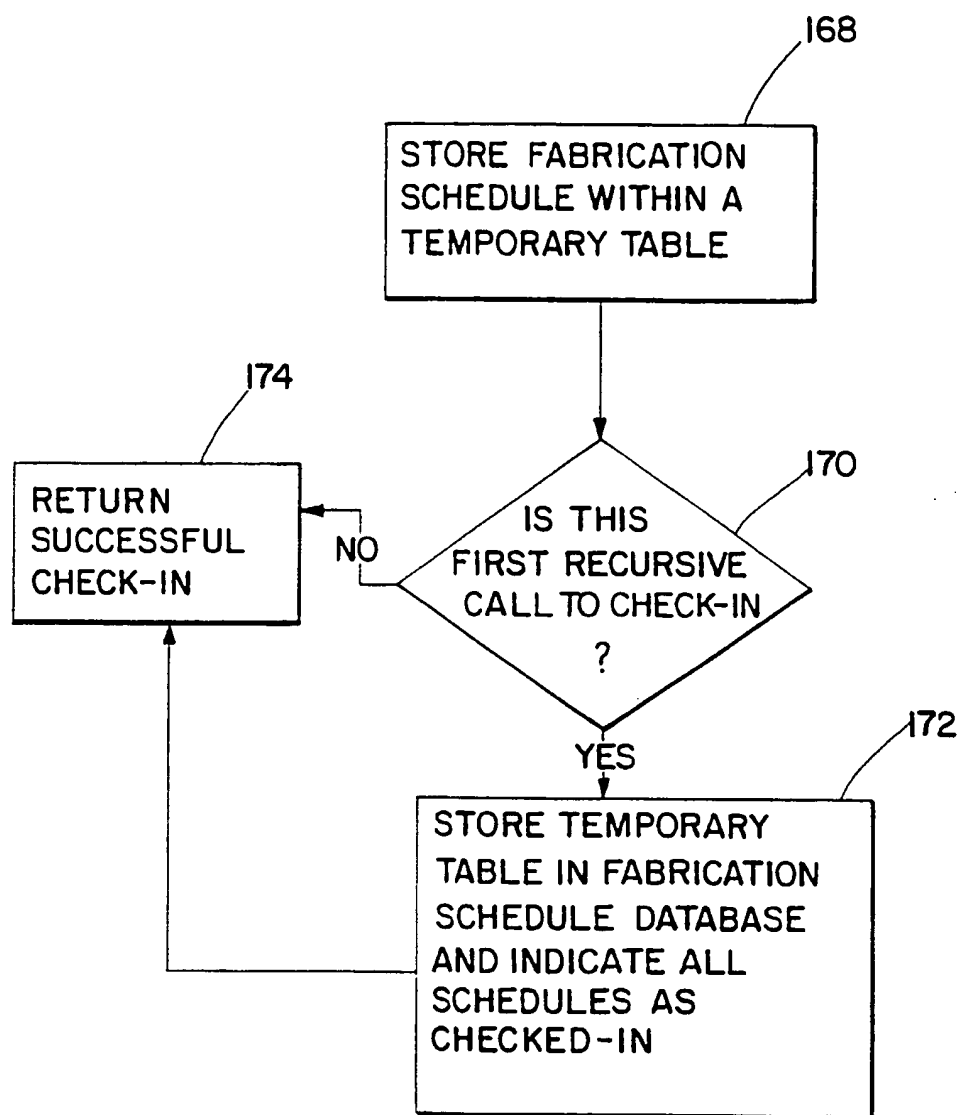 168
STORE FABRICATION
SCHEDULE WITHIN A
TEMPORARY TABLE
174
RETURN
SUCCESSFUL
CHECK-IN
170
IS THIS
FIRST RECURSIVE
CALL TO CHECK-IN
?
NO
YES
172
STORE TEMPORARY
TABLE IN FABRICATION
SCHEDULE DATABASE
AND INDICATE ALL
SCHEDULES AS
CHECKED-IN